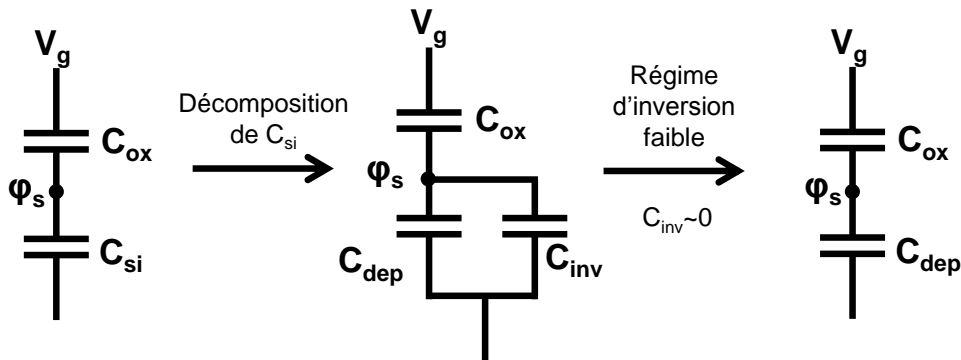 V_g
C_ox
φ_s
C_si
Décomposition
de C_si
V_g
C_ox
φ_s
C_dep
C_inv
Régime
d'inversion
faible
C_inv~0
V_g
C_ox
φ_s
C_dep